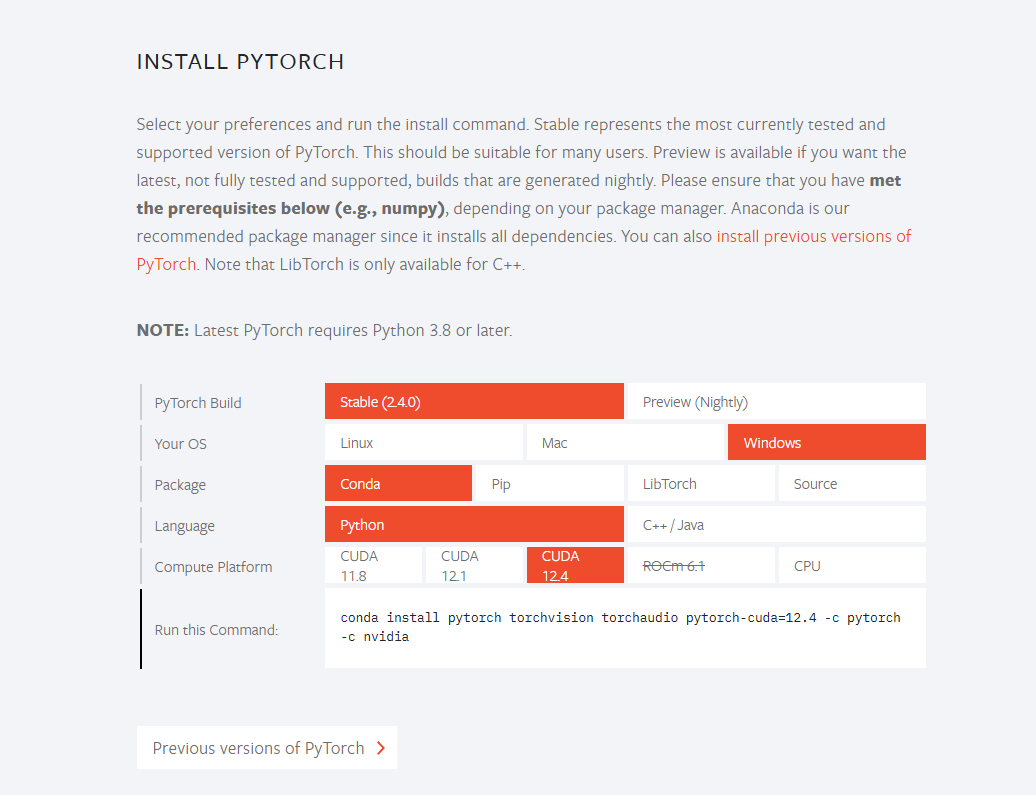 INSTALL PYTORCH
Select your preferences and run the install command. Stable represents the most currently tested and
supported version of PyTorch. This should be suitable for many users. Preview is available if you want the
latest, not fully tested and supported, builds that are generated nightly. Please ensure that you have met
the prerequisites below (e.g., numpy), depending on your package manager. Anaconda is our
recommended package manager since it installs all dependencies. You can also install previous versions of
PyTorch. Note that LibTorch is only available for C++.
NOTE: Latest PyTorch requires Python 3.8 or later.
PyTorch Build Stable (2.4.0) Preview (Nightly)
Your OS Linux Mac Windows
Package Conda Pip LibTorch Source
Language Python C++ / Java
Compute Platform CUDA 11.8 CUDA 12.1 CUDA 12.4 ROCm 6.1 CPU
Run this Command: conda install pytorch torchvision torchaudio pytorch-cuda=12.4 -c pytorch
-c nvidia
Previous versions of PyTorch